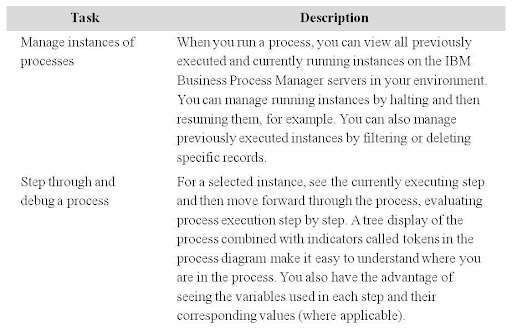 Task Description
Manage instances of When you run a process, you can view all previously
processes executed and currently running instances on the IBM
Business Process Manager servers in your environment.
You can manage running instances by halting and then
resuming them, for example. You can also manage
previously executed instances by filtering or deleting
specific records.
Step through and For a selected instance, see the currently executing step
debug a process and then move forward through the process, evaluating
process execution step by step. A tree display of the
process combined with indicators called tokens in the
process diagram make it easy to understand where you
are in the process. You also have the advantage of
seeing the variables used in each step and their
corresponding values (where applicable).